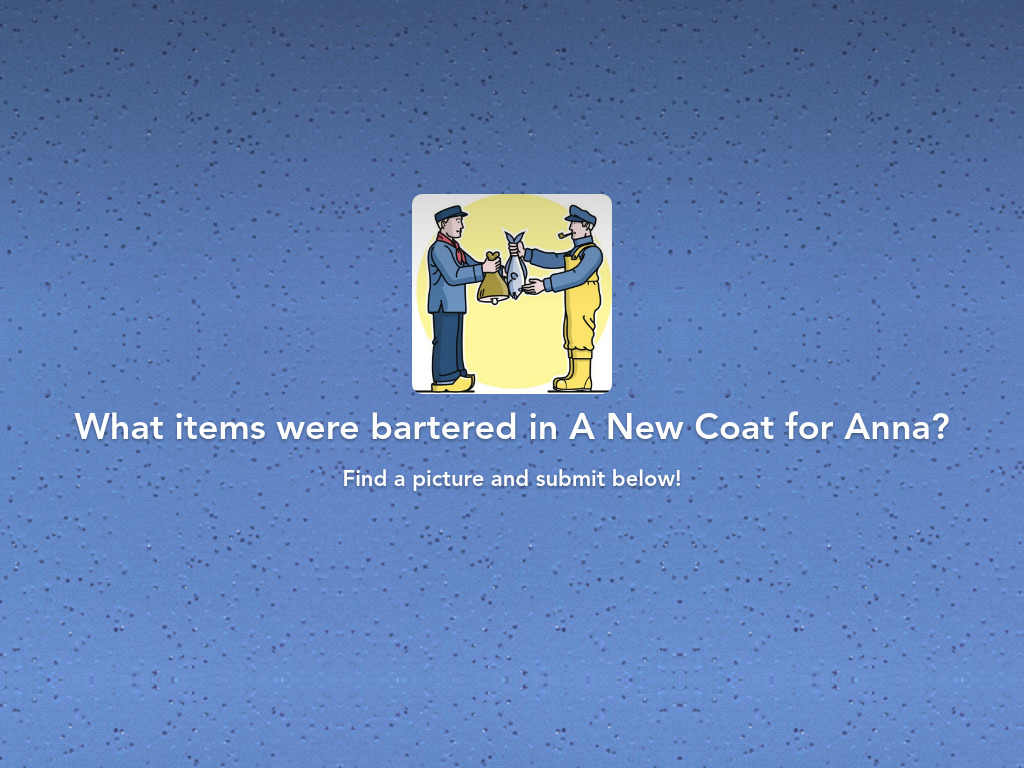 What items were bartered in A New Coat for Anna?
Find a picture and submit below!